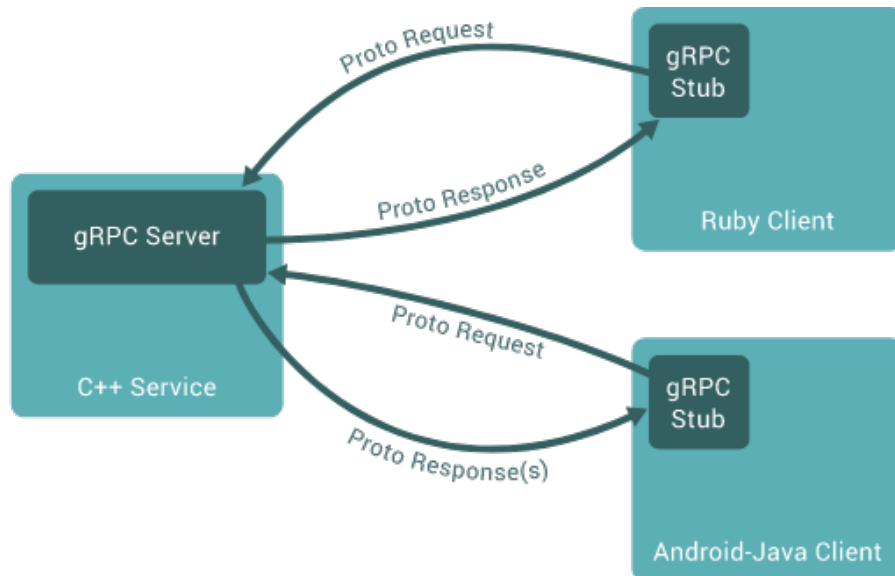 Proto Request
gRPC
Stub
Proto Response
Ruby Client
gRPC Server
C++ Service
Proto Request
gRPC
Stub
Proto Response(s)
Android-Java Client